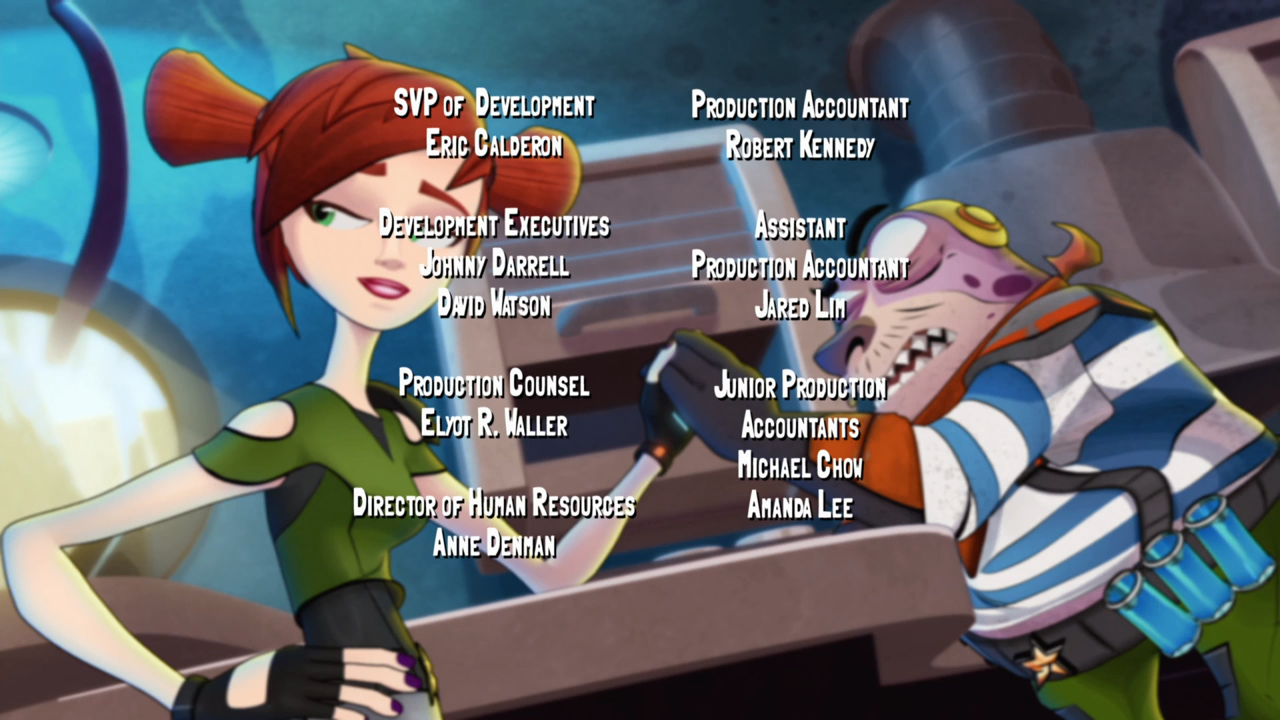 SVP of Development
Eric Calderon
Development Executives
Johnny Darrell
David Watson
Production Counsel
Elyot R. Waller
Director of Human Resources
Anne Denman
Production Accountant
Robert Kennedy
Assistant
Production Accountant
Jared Lim
Junior Production
Accountants
Michael Chow
Amanda Lee